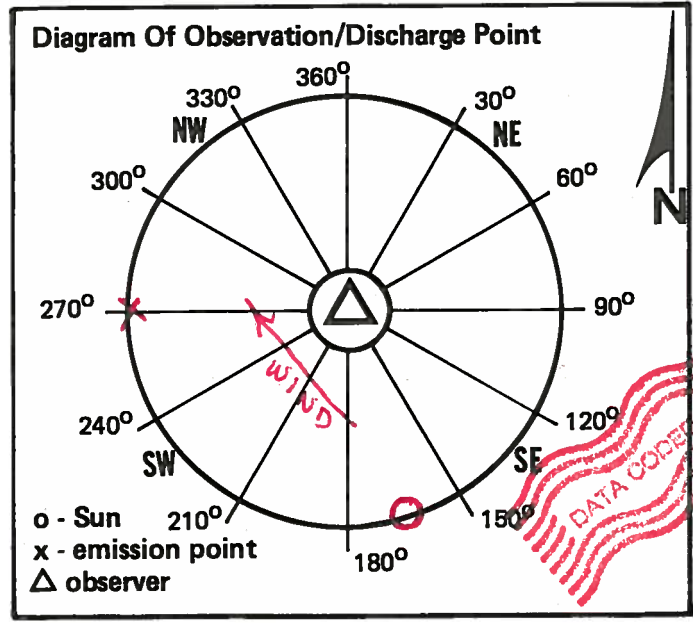 Diagram Of Observation/Discharge Point
360°
330°
30°
NW
NE
300°
60°
N
270°
X
90°
WIND
240°
120°
SW
SE
DATA CODED
o - Sun
210°
150°
x - emission point
180°
△ observer